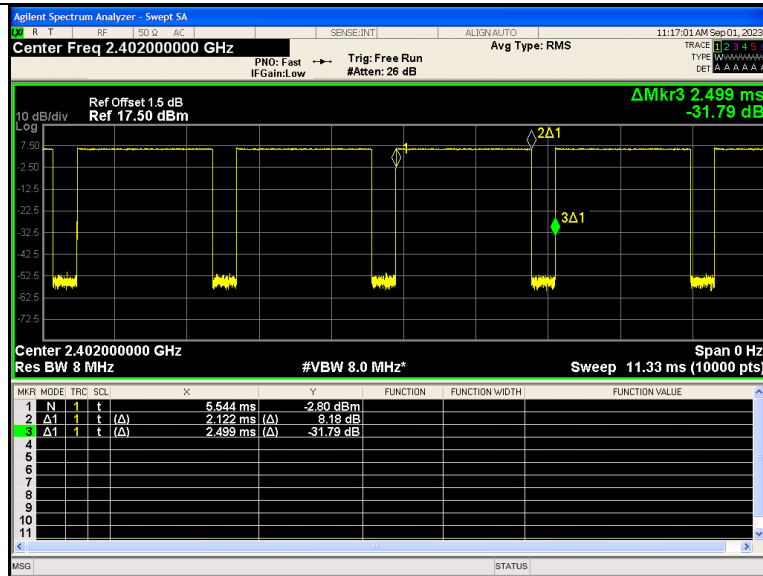 Agilent Spectrum Analyzer - Swept SA
LXI R T RF 50 Ω AC SENSE:INT ALIGN AUTO 11:17:01 AM Sep 01, 2023
Center Freq 2.402000000 GHz
PNO: Fast
IFGain:Low
Trig: Free Run
#Atten: 26 dB
Avg Type: RMS
TRACE 1 2 3 4 5
TYPE W
DET A A A A A
ΔMkr3 2.499 ms
-31.79 dB
Ref Offset 1.5 dB
10 dB/div Ref 17.50 dBm
Log
7.50
-2.50
-12.5
-22.5
-32.5
-42.5
-52.5
-62.5
-72.5
1
2Δ1
3Δ1
Center 2.402000000 GHz Span 0 Hz
Res BW 8 MHz #VBW 8.0 MHz* Sweep 11.33 ms (10000 pts)
MKR MODE TRC SCL X Y FUNCTION FUNCTION WIDTH FUNCTION VALUE
1 N 1 t 5.544 ms -2.80 dBm
2 Δ1 1 t (Δ) 2.122 ms (Δ) 8.18 dB
3 Δ1 1 t (Δ) 2.499 ms (Δ) -31.79 dB
4
5
6
7
8
9
10
11
MSG STATUS